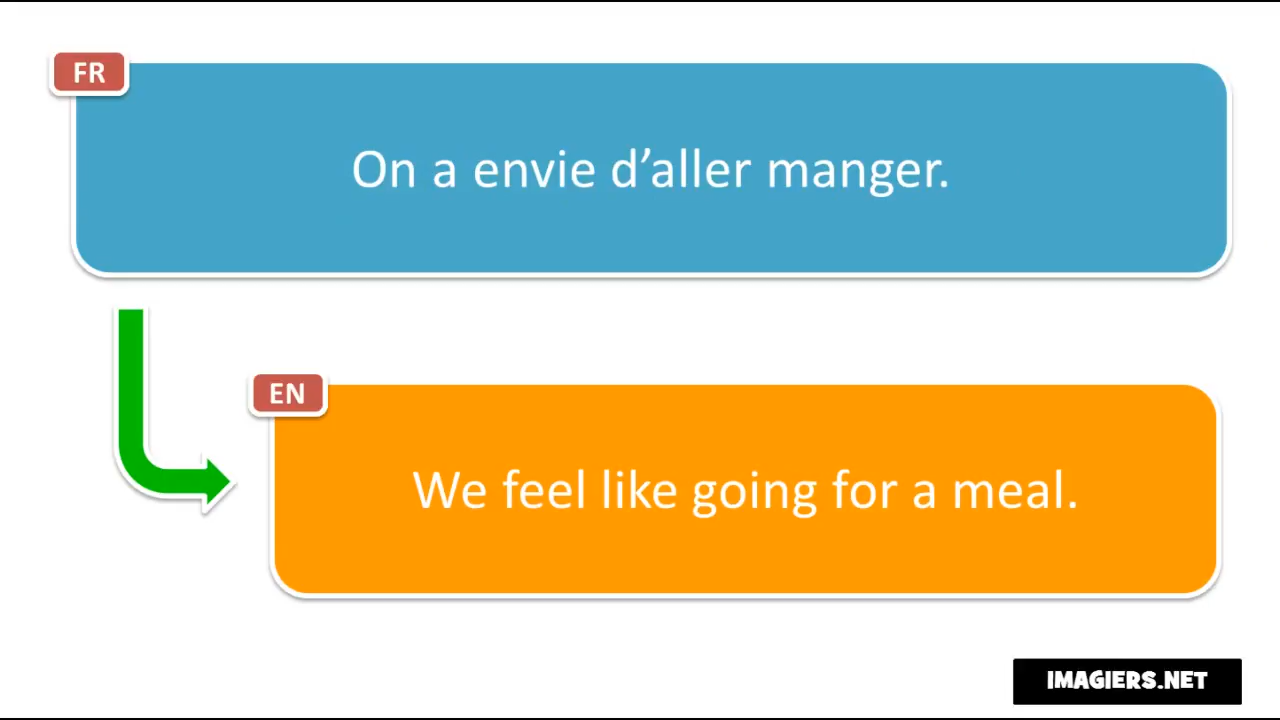 FR
On a envie d’aller manger.
EN
We feel like going for a meal.
IMAGIERS.NET